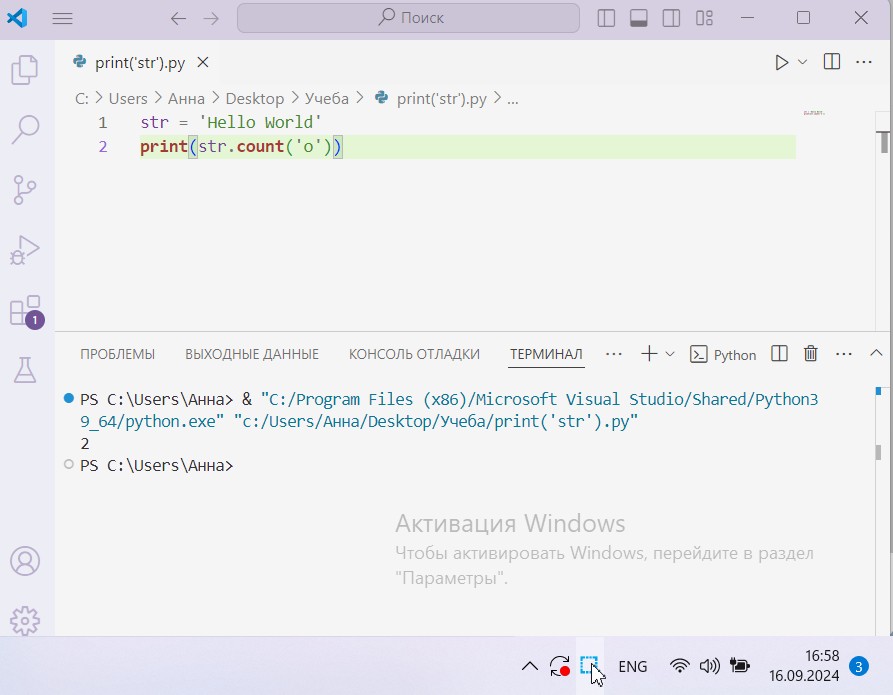 Поиск
print('str').py
C: > Users > Анна > Desktop > Учеба > print('str').py > ...
1 str = 'Hello World'
2 print(str.count('o'))
1
ПРОБЛЕМЫ ВЫХОДНЫЕ ДАННЫЕ КОНСОЛЬ ОТЛАДКИ ТЕРМИНАЛ ... Python ...
PS C:\Users\Анна> & "C:/Program Files (x86)/Microsoft Visual Studio/Shared/Python3
9_64/python.exe" "c:/Users/Анна/Desktop/Учеба/print('str').py"
2
PS C:\Users\Анна>
Активация Windows
Чтобы активировать Windows, перейдите в раздел
"Параметры".
ENG
16:58
16.09.2024
3